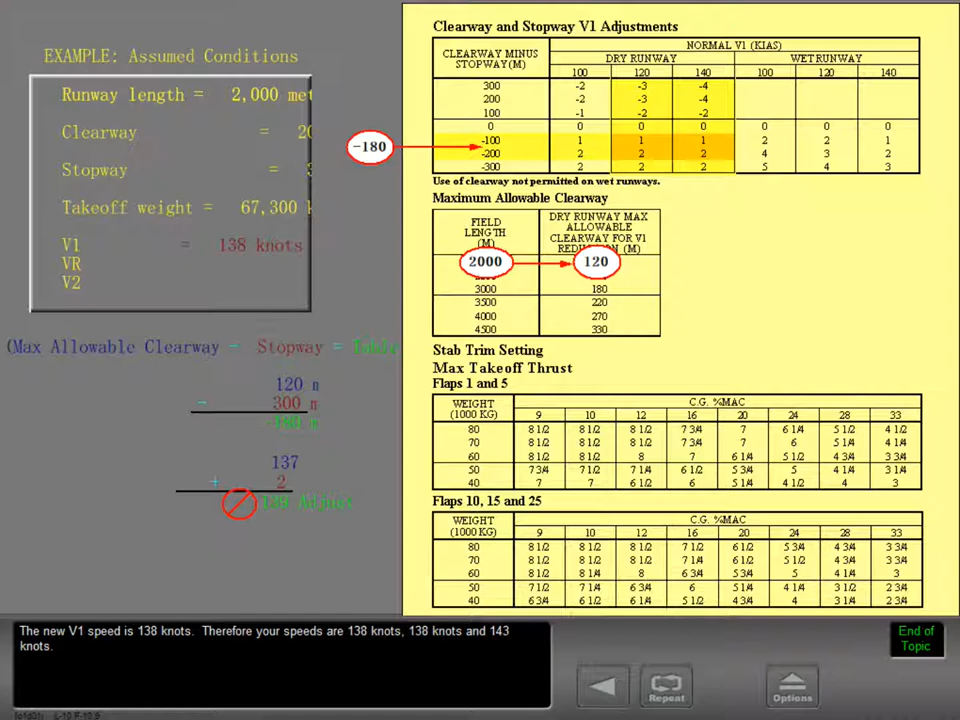 EXAMPLE: Assumed Conditions
Runway length = 2,000
Clearway =
Stopway =
Takeoff weight = 67,300
V1 = 138 knots
VR
V2
(Max Allowable Clearway - Stopway =
120 m
- 300 m
-180 m
137
+ 2
139 Adjust
-180
Clearway and Stopway V1 Adjustments
CLEARWAY MINUS STOPWAY(M) NORMAL V1 (KIAS)
DRY RUNWAY WET RUNWAY
100 120 140 100 120 140
300 -2 -3 -4
200 -2 -3 -4
100 -1 -2 -2
0 0 0 0 0 0 0
-100 1 1 1 2 2 1
-200 2 2 2 4 3 2
-300 2 2 2 5 4 3
Use of clearway not permitted on wet runways.
Maximum Allowable Clearway
FIELD LENGTH (M) DRY RUNWAY MAX ALLOWABLE CLEARWAY FOR V1 (M)
2000 120
3000 180
3500 220
4000 270
4500 330
Stab Trim Setting
Max Takeoff Thrust
Flaps 1 and 5
WEIGHT (1000 KG) C.G. %MAC
9 10 12 16 20 24 28 33
80 8 1/2 8 1/2 8 1/2 7 3/4 7 6 1/4 5 1/2 4 1/2
70 8 1/2 8 1/2 8 1/2 7 3/4 7 6 5 1/4 4 1/4
60 8 1/2 8 1/2 8 7 6 1/4 5 1/2 4 3/4 3 3/4
50 7 3/4 7 1/2 7 1/4 6 1/2 5 3/4 5 4 1/4 3 1/4
40 7 7 6 1/2 6 5 1/4 4 1/2 4 3
Flaps 10, 15 and 25
WEIGHT (1000 KG) C.G. %MAC
9 10 12 16 20 24 28 33
80 8 1/2 8 1/2 8 1/2 7 1/2 6 1/2 5 3/4 4 3/4 3 3/4
70 8 1/2 8 1/2 8 1/2 7 1/4 6 1/2 5 1/2 4 3/4 3 3/4
60 8 1/2 8 1/4 8 6 3/4 5 3/4 5 4 1/4 3
50 7 1/2 7 1/4 6 3/4 6 5 1/4 4 1/4 3 1/2 2 3/4
40 6 3/4 6 1/2 6 1/4 5 1/2 4 3/4 4 3 1/4 2 3/4
The new V1 speed is 138 knots. Therefore your speeds are 138 knots, 138 knots and 143
knots.
End of
Topic
Repeat
Options